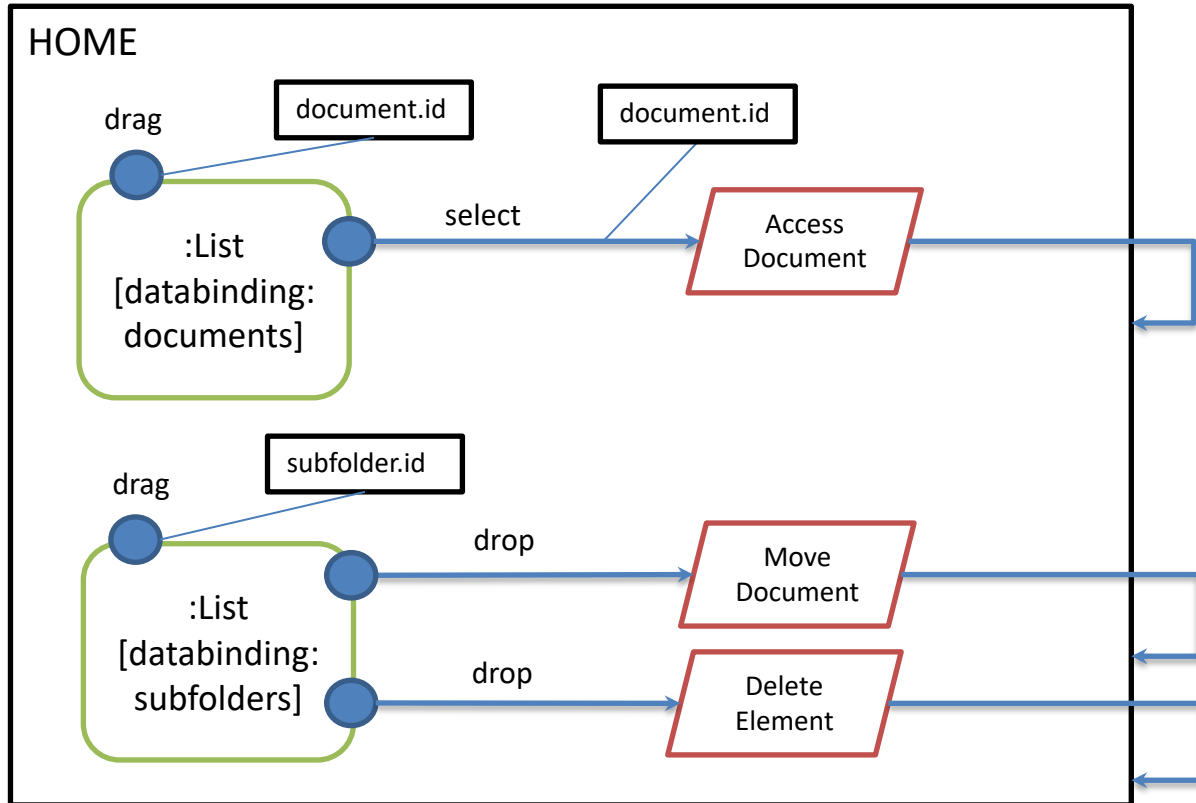 HOME
drag
document.id
document.id
select
:List
[databinding:
documents]
Access
Document
drag
subfolder.id
drop
:List
[databinding:
subfolders]
Move
Document
drop
Delete
Element